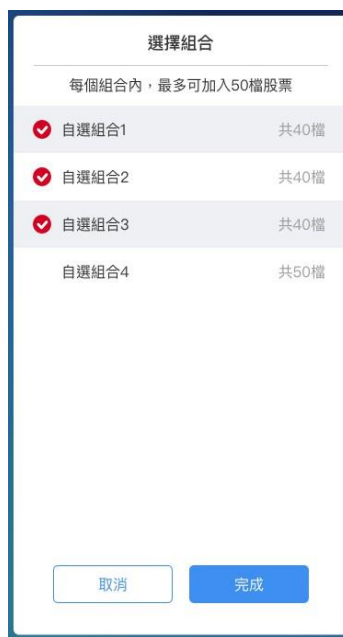 選擇組合
每個組合內，最多可加入50檔股票
自選組合1 共40檔
自選組合2 共40檔
自選組合3 共40檔
自選組合4 共50檔
取消 完成